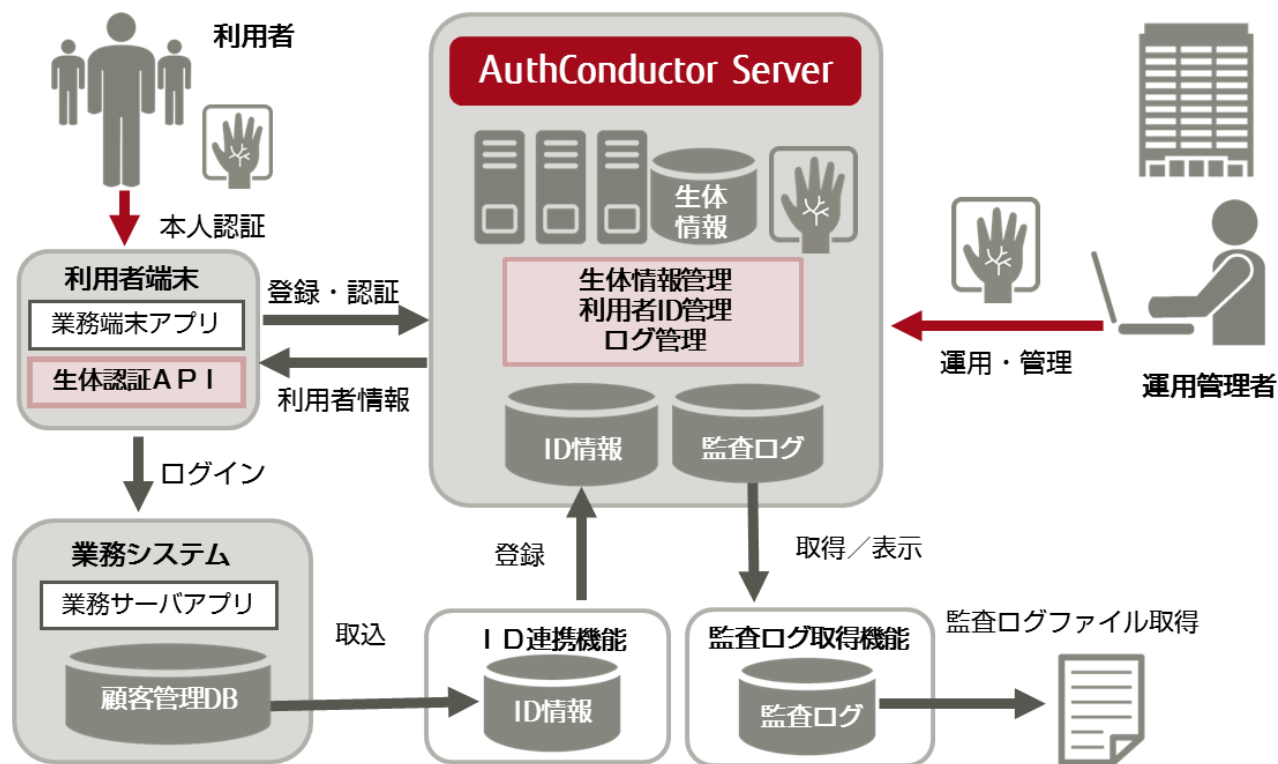 利用者
AuthConductor Server
生体
情報
本人認証
利用者端末
業務端末アプリ
生体認証API
登録・認証
利用者情報
生体情報管理
利用者ID管理
ログ管理
運用・管理
運用管理者
ID情報
監査ログ
ログイン
登録
取得/表示
業務システム
業務サーバアプリ
顧客管理DB
取込
ID連携機能
ID情報
監査ログ取得機能
監査ログ
監査ログファイル取得